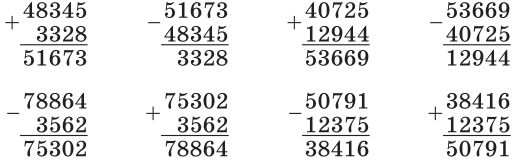 + 48345 − 51673 + 40725 − 53669
3328 48345 12944 40725
51673 3328 53669 12944
− 78864 + 75302 − 50791 + 38416
3562 3562 12375 12375
75302 78864 38416 50791